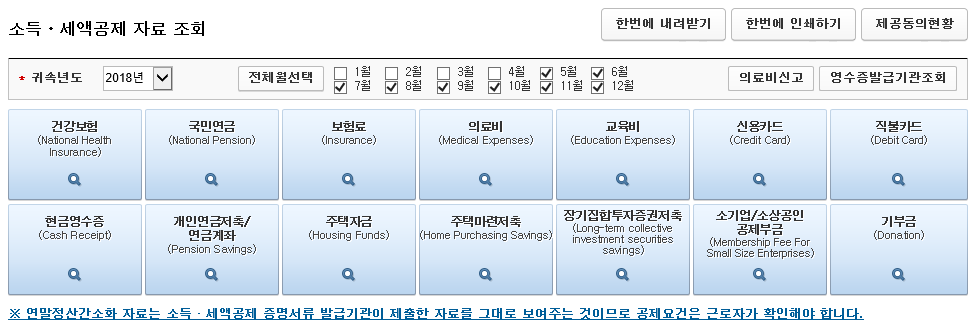 소득 · 세액공제 자료 조회
한번에 내려받기 한번에 인쇄하기 제공동의현황
* 귀속년도 2018년 전체월선택 1월 2월 3월 4월 5월 6월 의료비신고 영수증발급기관조회
7월 8월 9월 10월 11월 12월
건강보험
(National Health
Insurance)
국민연금
(National Pension)
보험료
(Insurance)
의료비
(Medical Expenses)
교육비
(Education Expenses)
신용카드
(Credit Card)
직불카드
(Debit Card)
현금영수증
(Cash Receipt)
개인연금저축/
연금계좌
(Pension Savings)
주택자금
(Housing Funds)
주택마련저축
(Home Purchasing Savings)
장기집합투자증권저축
(Long-term collective
investment securities
savings)
소기업/소상공인
공제부금
(Membership Fee For
Small Size Enterprises)
기부금
(Donation)
※ 연말정산간소화 자료는 소득 · 세액공제 증명서류 발급기관이 제출한 자료를 그대로 보여주는 것이므로 공제요건은 근로자가 확인해야 합니다.